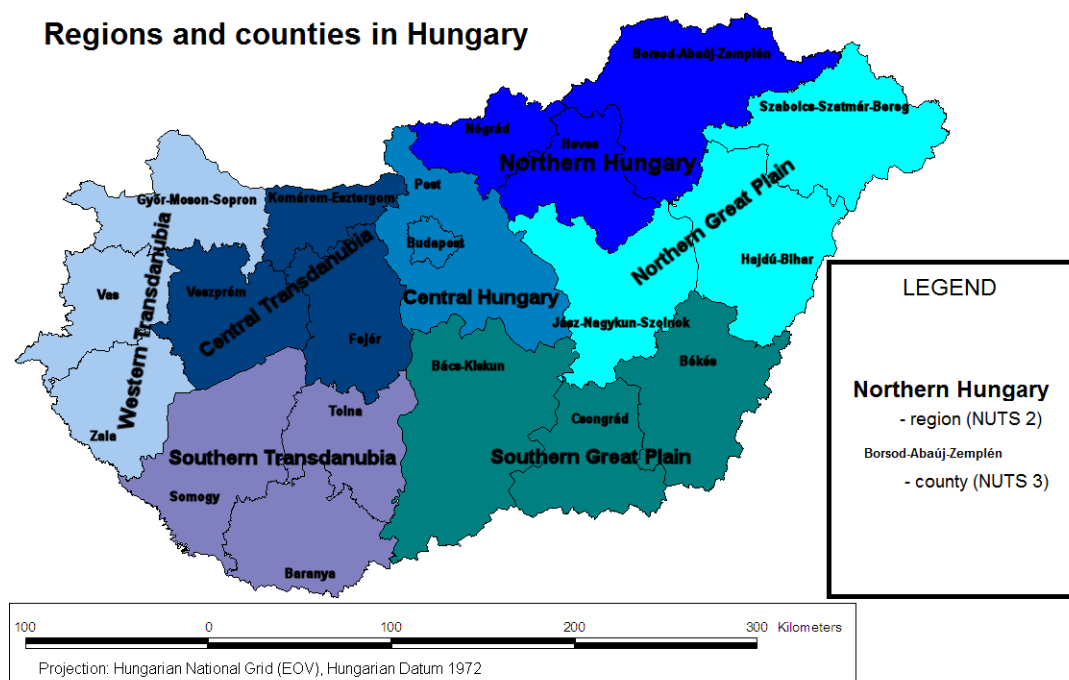 Regions and counties in Hungary
Borsod-Abaúj-Zemplén
Szabolcs-Szatmár-Bereg
Nógrád
Heves
Northern Hungary
Pest
Győr-Moson-Sopron
Komárom-Esztergom
Budapest
Northern Great Plain
Hajdú-Bihar
Vas
Veszprém
Western Transdanubia
Central Transdanubia
Central Hungary
Jász-Nagykun-Szolnok
Fejér
Bács-Kiskun
Békés
Tolna
Csongrád
Zala
Southern Transdanubia
Southern Great Plain
Somogy
Baranya
LEGEND
Northern Hungary
- region (NUTS 2)
Borsod-Abaúj-Zemplén
- county (NUTS 3)
100 0 100 200 300 Kilometers
Projection: Hungarian National Grid (EOV), Hungarian Datum 1972